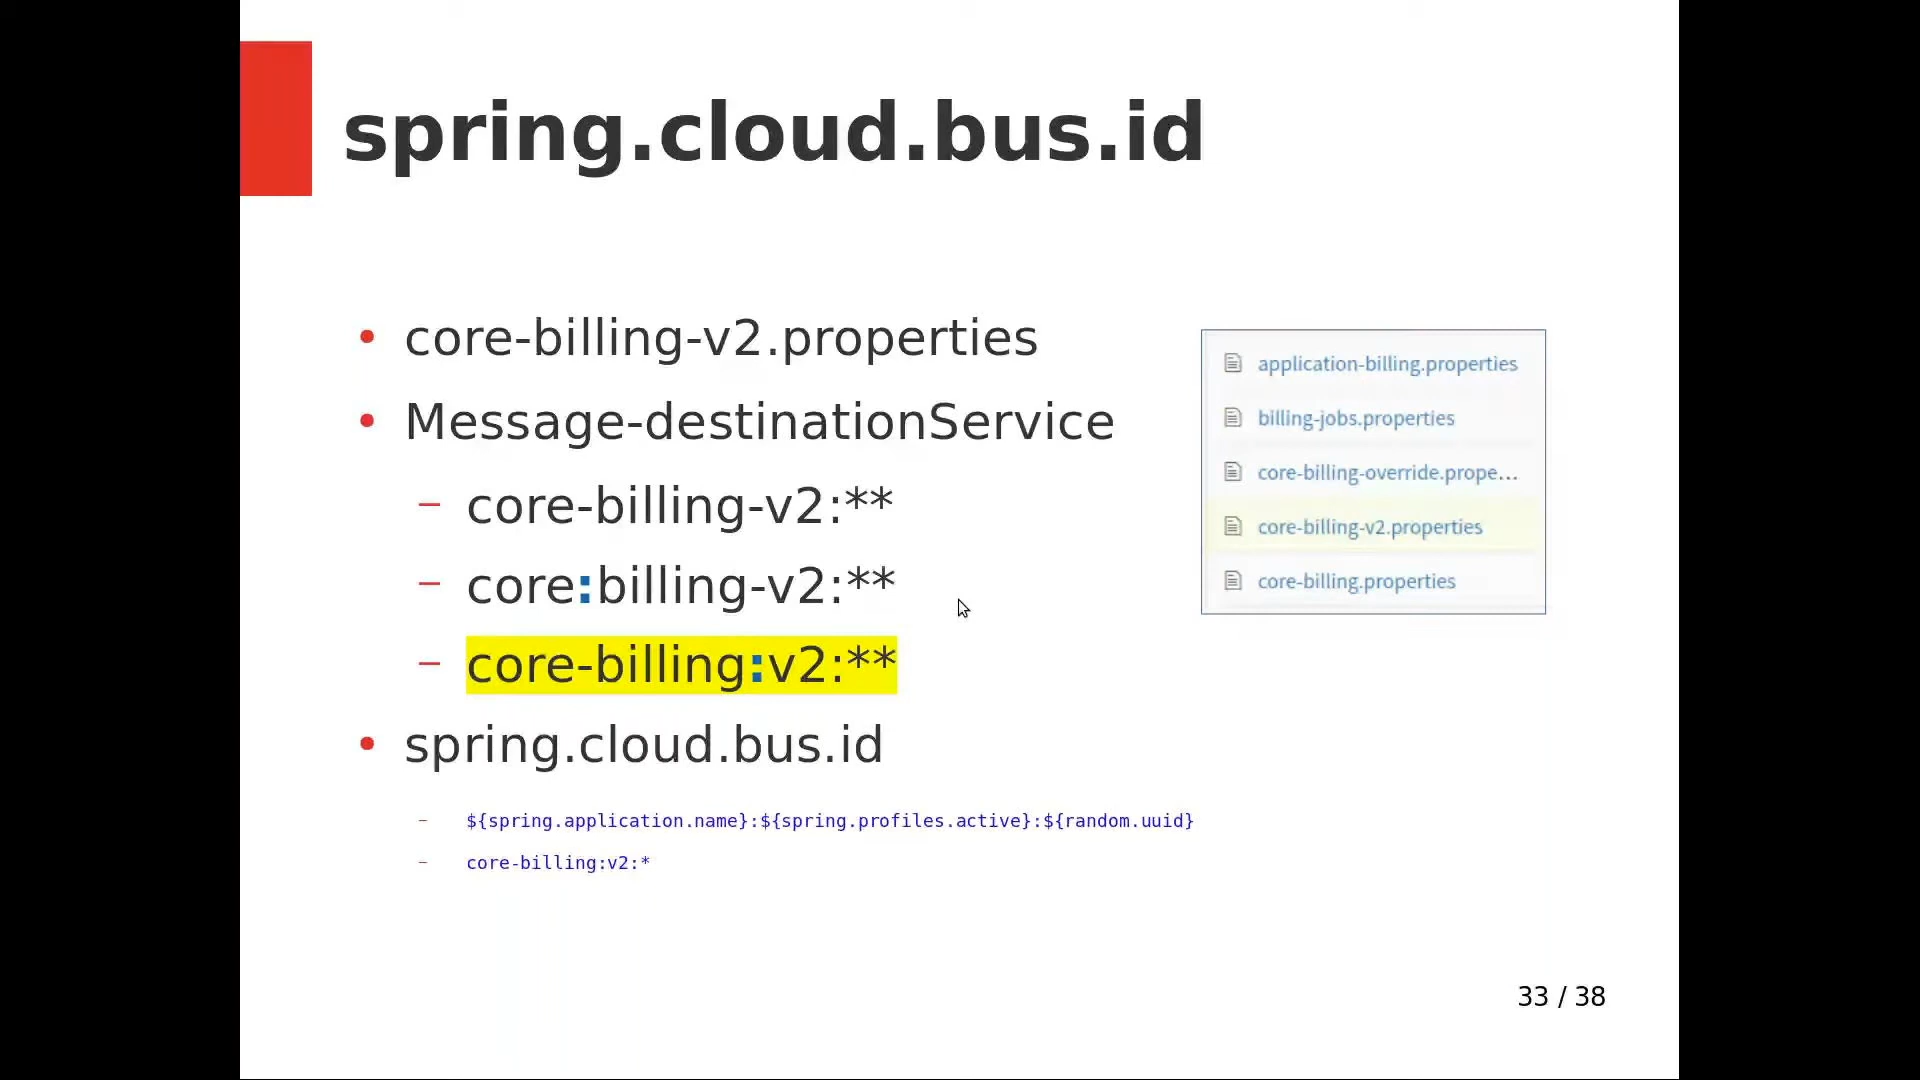 spring.cloud.bus.id
• core-billing-v2.properties
• Message-destinationService
– core-billing-v2:**
– core:billing-v2:**
– core-billing:v2:**
• spring.cloud.bus.id
– ${spring.application.name}:${spring.profiles.active}:${random.uuid}
– core-billing:v2:*
application-billing.properties
billing-jobs.properties
core-billing-override.prope...
core-billing-v2.properties
core-billing.properties
33 / 38